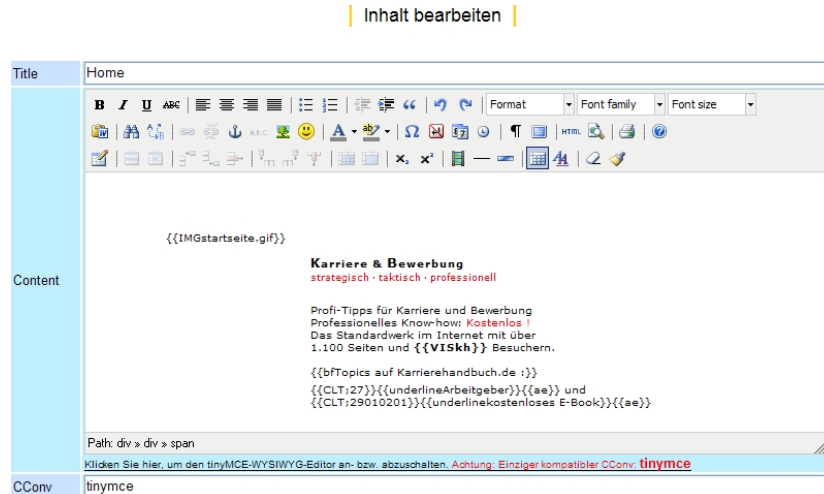 Inhalt bearbeiten
Title
Home
B I U ABC Format Font family Font size
HTML
Content
{{IMGstartseite.gif}}
Karriere & Bewerbung
strategisch · taktisch · professionell
Profi-Tipps für Karriere und Bewerbung
Professionelles Know-how: Kostenlos !
Das Standardwerk im Internet mit über
1.100 Seiten und {{VISkh}} Besuchern.
{{bfTopics auf Karrierehandbuch.de :}}
{{CLT;27}}{{underlineArbeitgeber}}{{ae}} und
{{CLT;29010201}}{{underlinekostenloses E-Book}}{{ae}}
Path: div » div » span
Klicken Sie hier, um den tinyMCE-WYSIWYG-Editor an- bzw. abzuschalten. Achtung: Einziger kompatibler CConv: tinymce
CConv
tinymce